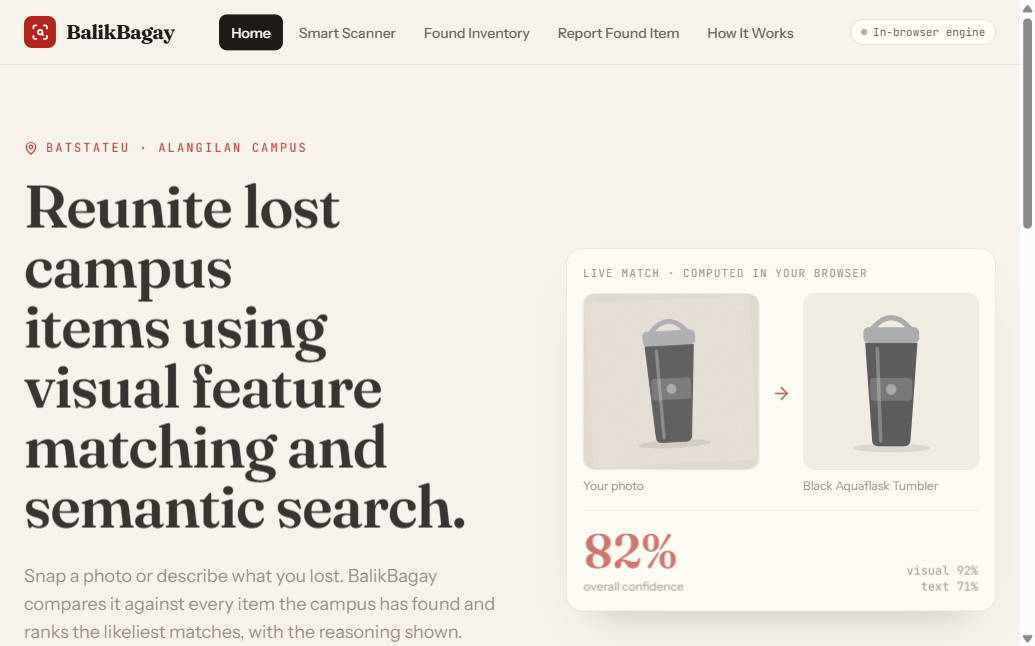 BalikBagay
Home
Smart Scanner
Found Inventory
Report Found Item
How It Works
In-browser engine
BATSTATEU · ALANGILAN CAMPUS
Reunite lost
campus
items using
visual feature
matching and
semantic search.
Snap a photo or describe what you lost. BalikBagay
compares it against every item the campus has found and
ranks the likeliest matches, with the reasoning shown.
LIVE MATCH · COMPUTED IN YOUR BROWSER
Your photo
Black Aquaflask Tumbler
82%
overall confidence
visual 92%
text 71%